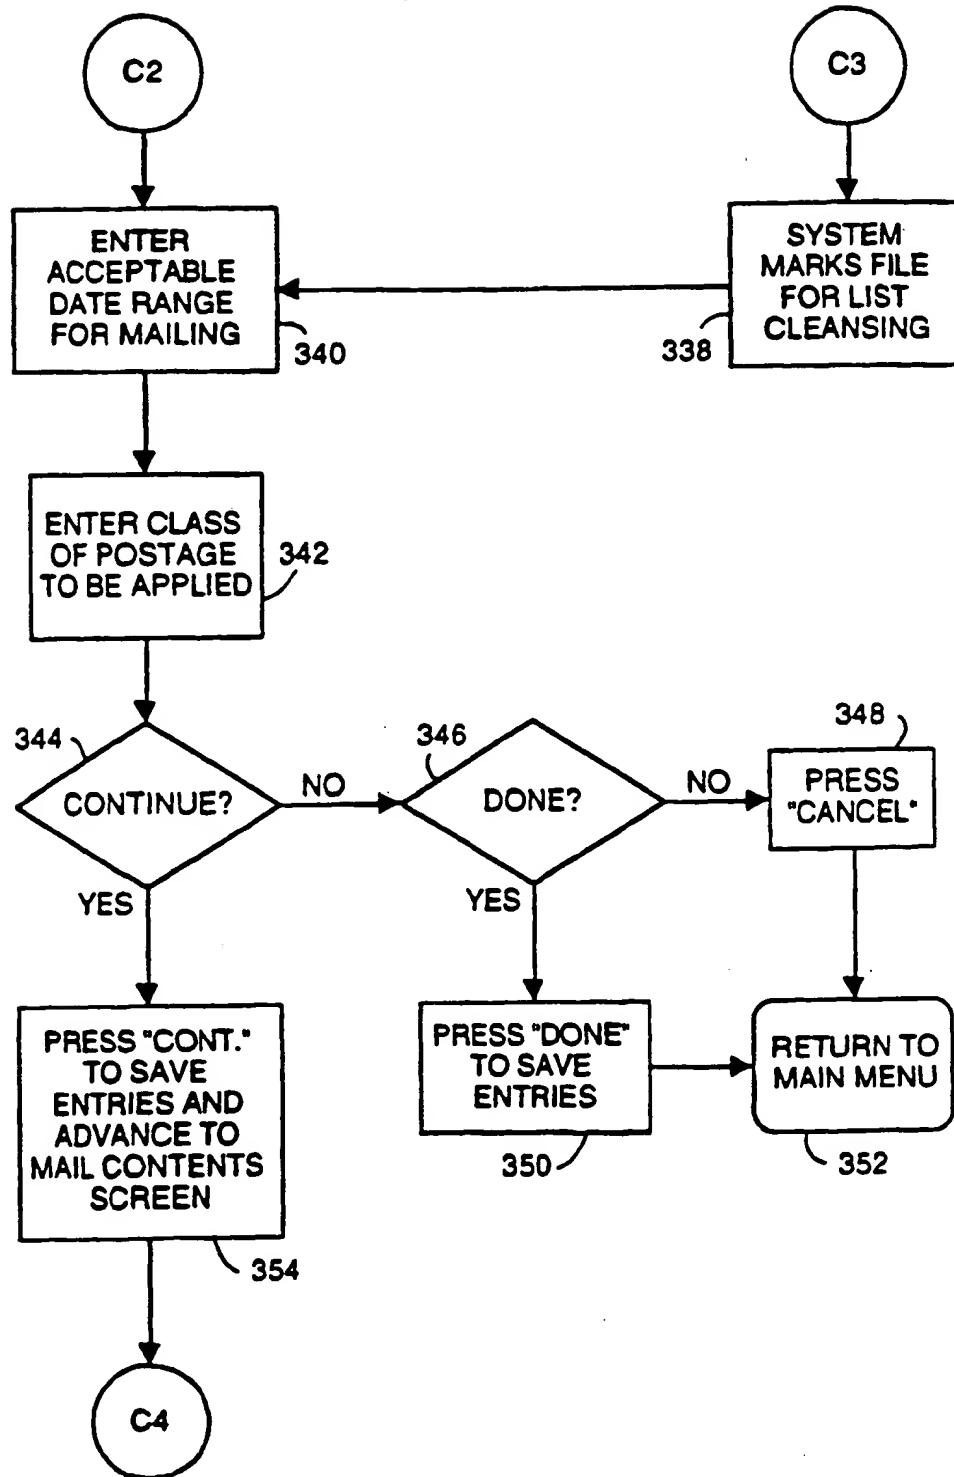 C2
C3
ENTER
ACCEPTABLE
DATE RANGE
FOR MAILING
340
SYSTEM
MARKS FILE
FOR LIST
CLEANSING
338
ENTER CLASS
OF POSTAGE
TO BE APPLIED
342
344
CONTINUE?
NO
YES
346
DONE?
NO
YES
348
PRESS
"CANCEL"
PRESS "CONT."
TO SAVE
ENTRIES AND
ADVANCE TO
MAIL CONTENTS
SCREEN
354
PRESS "DONE"
TO SAVE
ENTRIES
350
RETURN TO
MAIN MENU
352
C4